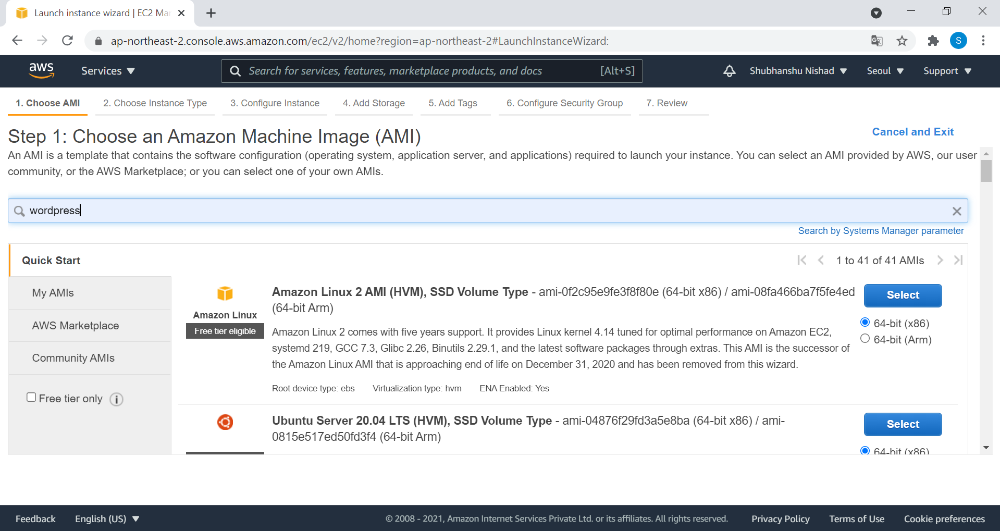 Launch instance wizard | EC2 Ma
ap-northeast-2.console.aws.amazon.com/ec2/v2/home?region=ap-northeast-2#LaunchInstanceWizard:
S
aws
Services
Search for services, features, marketplace products, and docs
[Alt+S]
Shubhanshu Nishad
Seoul
Support
1. Choose AMI
2. Choose Instance Type
3. Configure Instance
4. Add Storage
5. Add Tags
6. Configure Security Group
7. Review
Step 1: Choose an Amazon Machine Image (AMI)
Cancel and Exit
An AMI is a template that contains the software configuration (operating system, application server, and applications) required to launch your instance. You can select an AMI provided by AWS, our user
community, or the AWS Marketplace; or you can select one of your own AMIs.
wordpress
Search by Systems Manager parameter
Quick Start
1 to 41 of 41 AMIs
My AMIs
AWS Marketplace
Community AMIs
Free tier only
i
Amazon Linux
Free tier eligible
Amazon Linux 2 AMI (HVM), SSD Volume Type - ami-0f2c95e9fe3f8f80e (64-bit x86) / ami-08fa466ba7f5fe4ed
(64-bit Arm)
Amazon Linux 2 comes with five years support. It provides Linux kernel 4.14 tuned for optimal performance on Amazon EC2,
systemd 219, GCC 7.3, Glibc 2.26, Binutils 2.29.1, and the latest software packages through extras. This AMI is the successor of
the Amazon Linux AMI that is approaching end of life on December 31, 2020 and has been removed from this wizard.
Root device type: ebs
Virtualization type: hvm
ENA Enabled: Yes
Select
64-bit (x86)
64-bit (Arm)
Ubuntu Server 20.04 LTS (HVM), SSD Volume Type - ami-04876f29fd3a5e8ba (64-bit x86) / ami-
0815e517ed50fd3f4 (64-bit Arm)
Select
64-bit (x86)
Feedback
English (US)
© 2008 - 2021, Amazon Internet Services Private Ltd. or its affiliates. All rights reserved.
Privacy Policy
Terms of Use
Cookie preferences